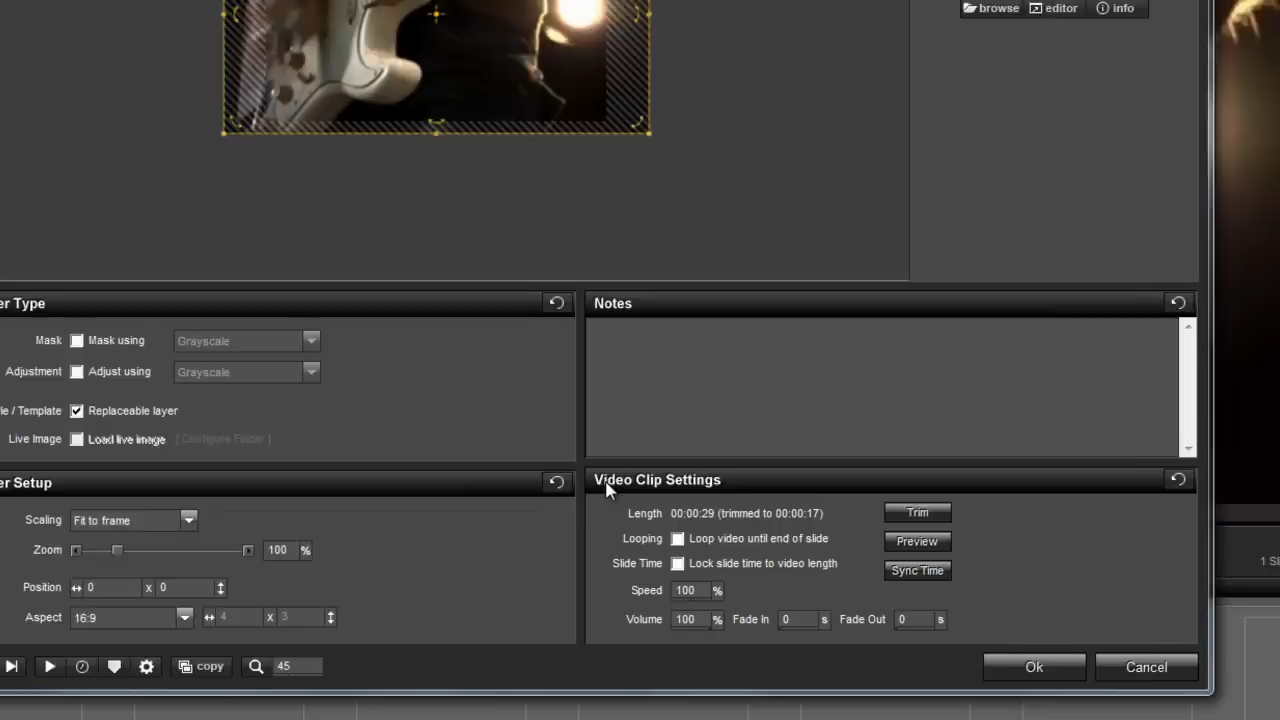 browse editor info
er Type
Notes
Mask Mask using Grayscale
Adjustment Adjust using Grayscale
le / Template Replaceable layer
Live Image Load live image [ Configure Folder ]
er Setup
Video Clip Settings
Scaling Fit to frame
Length 00:00:29 (trimmed to 00:00:17) Trim
Looping Loop video until end of slide Preview
Zoom 100 %
Slide Time Lock slide time to video length Sync Time
Position 0 x 0
Speed 100 %
Aspect 16:9 4 x 3
Volume 100 % Fade In 0 s Fade Out 0 s
copy 45
Ok Cancel